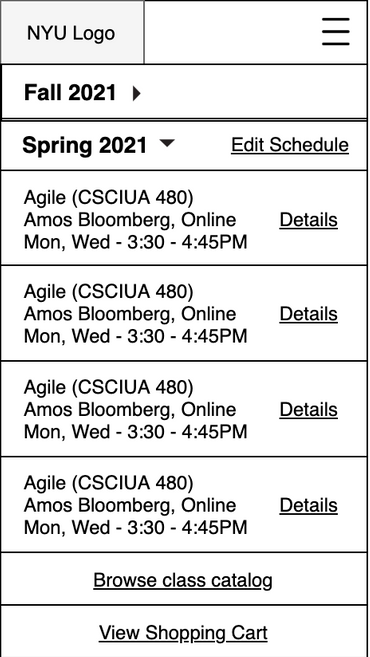 NYU Logo
Fall 2021
Spring 2021
Edit Schedule
Agile (CSCIUA 480)
Amos Bloomberg, Online
Mon, Wed - 3:30 - 4:45PM
Details
Agile (CSCIUA 480)
Amos Bloomberg, Online
Mon, Wed - 3:30 - 4:45PM
Details
Agile (CSCIUA 480)
Amos Bloomberg, Online
Mon, Wed - 3:30 - 4:45PM
Details
Agile (CSCIUA 480)
Amos Bloomberg, Online
Mon, Wed - 3:30 - 4:45PM
Details
Browse class catalog
View Shopping Cart